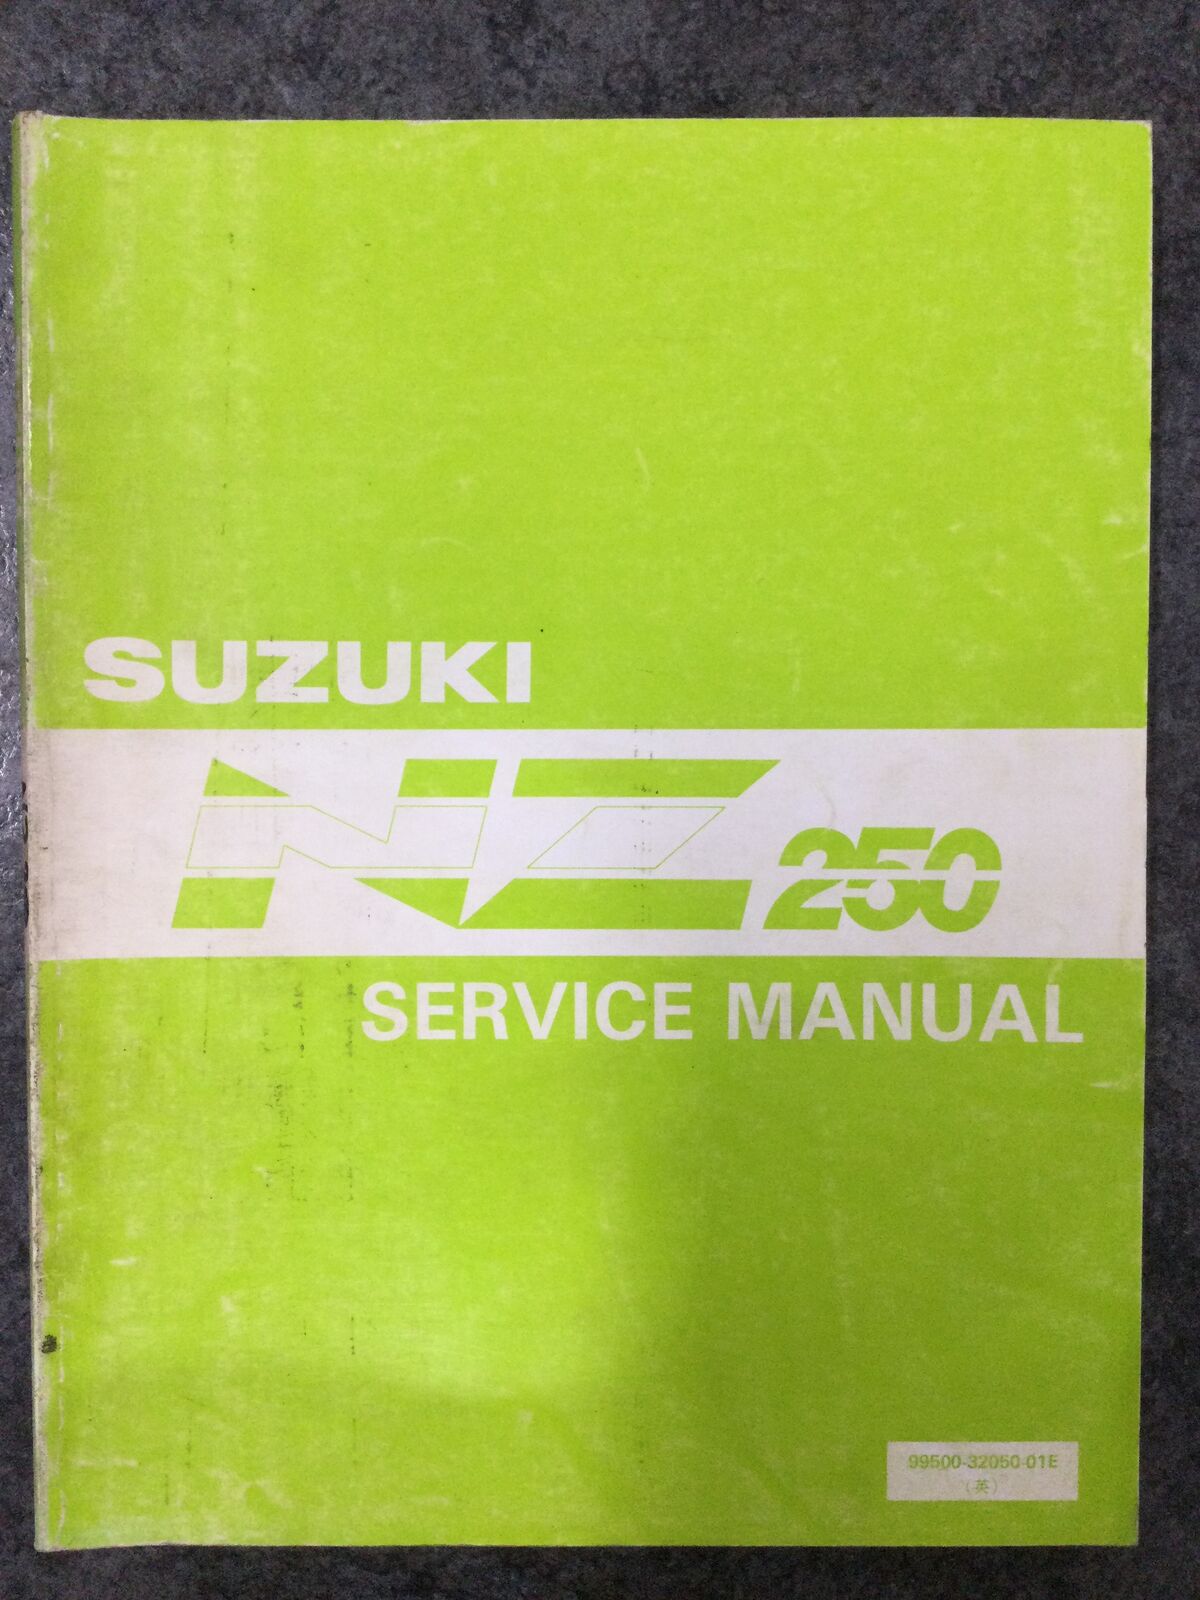 SUZUKI
NZ 250
SERVICE MANUAL
99500-32050-01E
(英)